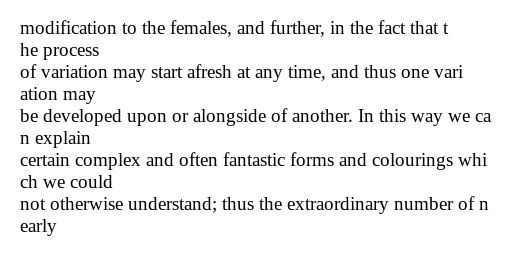 modification to the females, and further, in the fact that t
he process
of variation may start afresh at any time, and thus one vari
ation may
be developed upon or alongside of another. In this way we ca
n explain
certain complex and often fantastic forms and colourings whi
ch we could
not otherwise understand; thus the extraordinary number of n
early